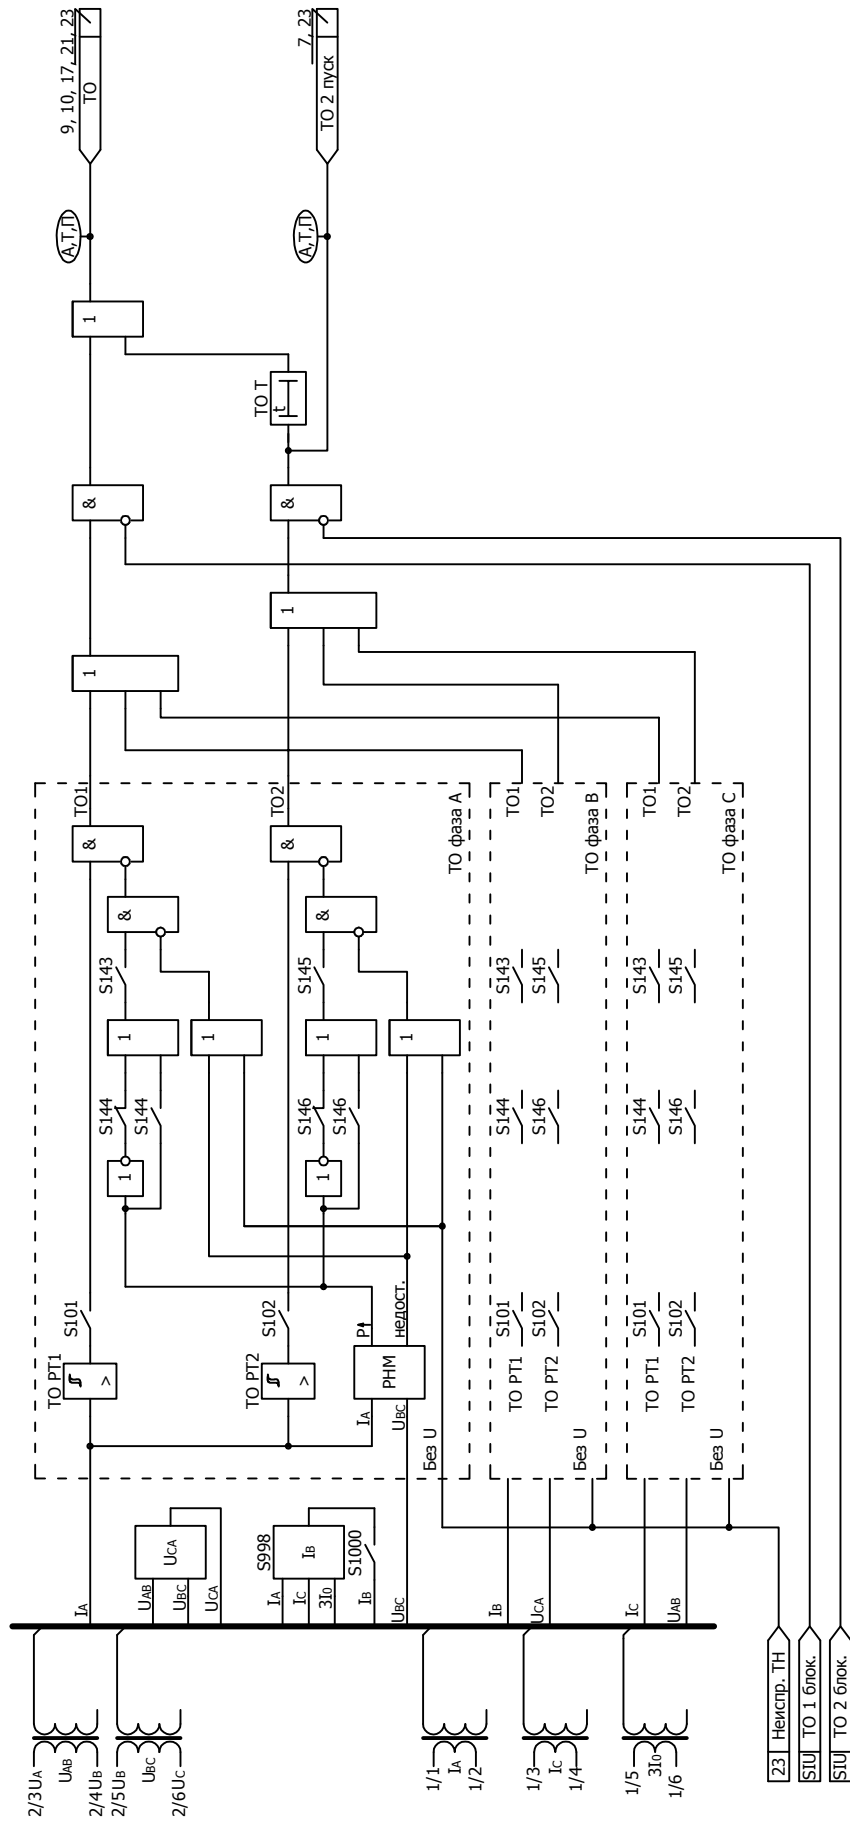 2/3UA
UAB
2/4UB
2/5UB
UBC
2/6UC
1/1
IA
1/2
1/3
IC
1/4
1/5
3I0
1/6
23 Неиспр. ТН
SIU ТО 1 блок.
SIU ТО 2 блок.
IA
UAB
UBC
UCA
UCA
IA
IC
3I0
S998
IB
S1000
IB
UBC
IB
UCA
IC
UAB
ТО РТ1
>
S101
ТО РТ2
>
S102
IA
UBC
РНМ
P
недост.
Без U
1
S144
S144
1
S143
&
1
&
ТО1
1
S146
S146
1
S145
&
1
&
ТО2
ТО фаза A
ТО РТ1
S101
S144
S143
ТО1
ТО РТ2
S102
S146
S145
ТО2
Без U
ТО фаза B
ТО РТ1
S101
S144
S143
ТО1
ТО РТ2
S102
S146
S145
ТО2
Без U
ТО фаза C
1
1
&
&
ТО Т
t
1
А,Т,П
А,Т,П
ТО
9, 10, 17, 21, 23
ТО 2 пуск
7, 23